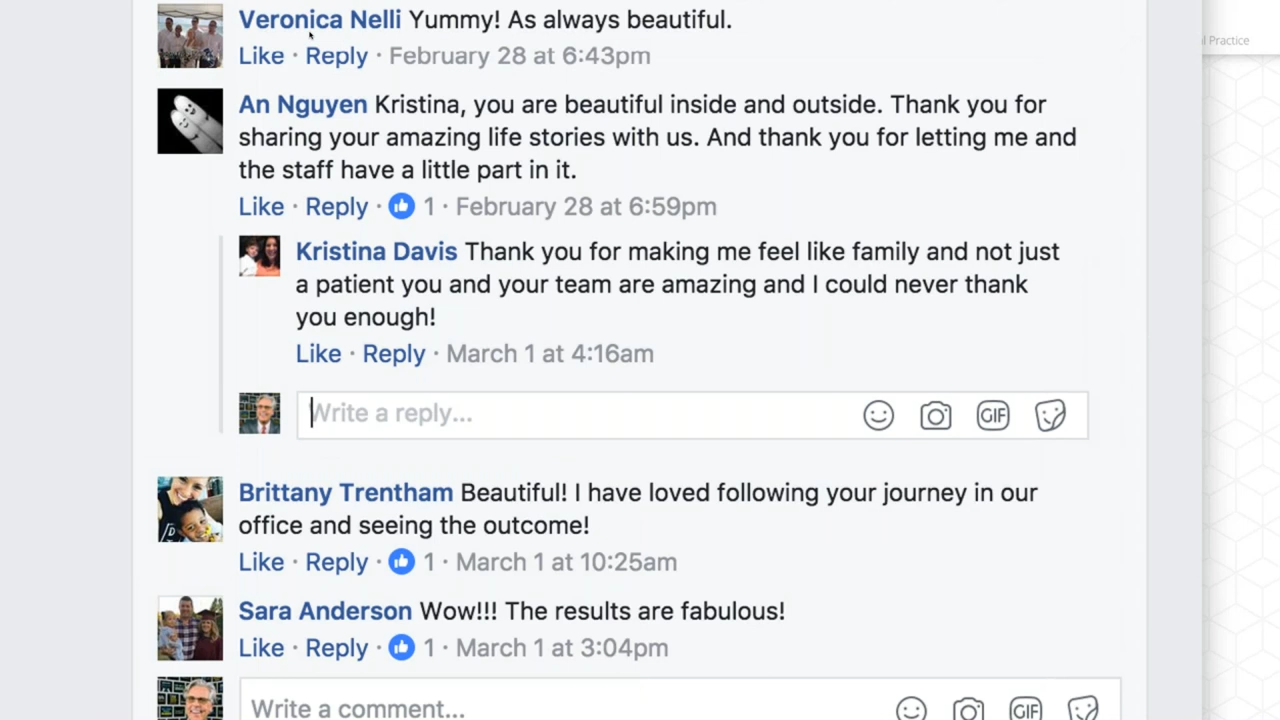 Veronica Nelli Yummy! As always beautiful.
Like · Reply · February 28 at 6:43pm
An Nguyen Kristina, you are beautiful inside and outside. Thank you for
sharing your amazing life stories with us. And thank you for letting me and
the staff have a little part in it.
Like · Reply · 1 · February 28 at 6:59pm
Kristina Davis Thank you for making me feel like family and not just
a patient you and your team are amazing and I could never thank
you enough!
Like · Reply · March 1 at 4:16am
Write a reply...
GIF
Brittany Trentham Beautiful! I have loved following your journey in our
office and seeing the outcome!
Like · Reply · 1 · March 1 at 10:25am
Sara Anderson Wow!!! The results are fabulous!
Like · Reply · 1 · March 1 at 3:04pm
Write a comment...
GIF
Practice